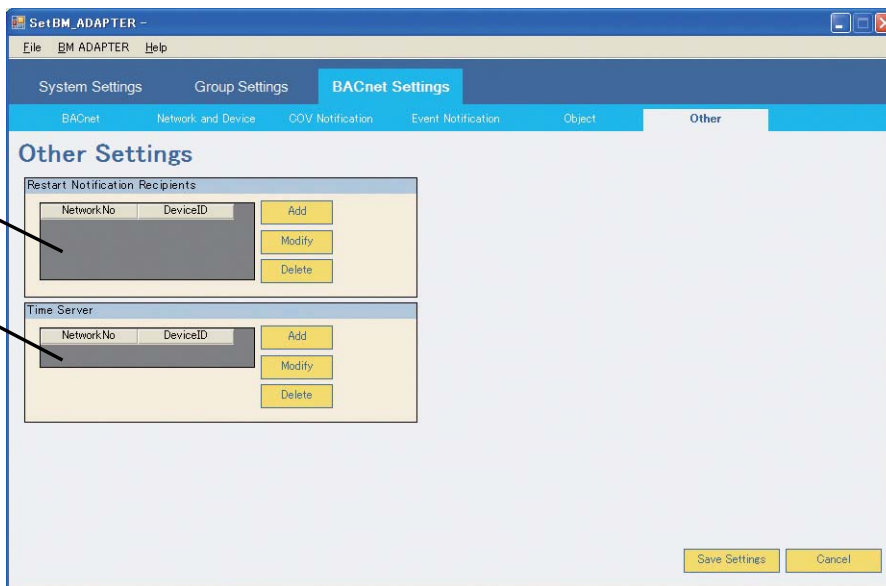 SetBM_ADAPTER -
File BM ADAPTER Help
System Settings Group Settings BACnet Settings
BACnet Network and Device COV Notification Event Notification Object Other
Other Settings
Restart Notification Recipients
NetworkNo DeviceID Add
Modify
Delete
Time Server
NetworkNo DeviceID Add
Modify
Delete
Save Settings Cancel